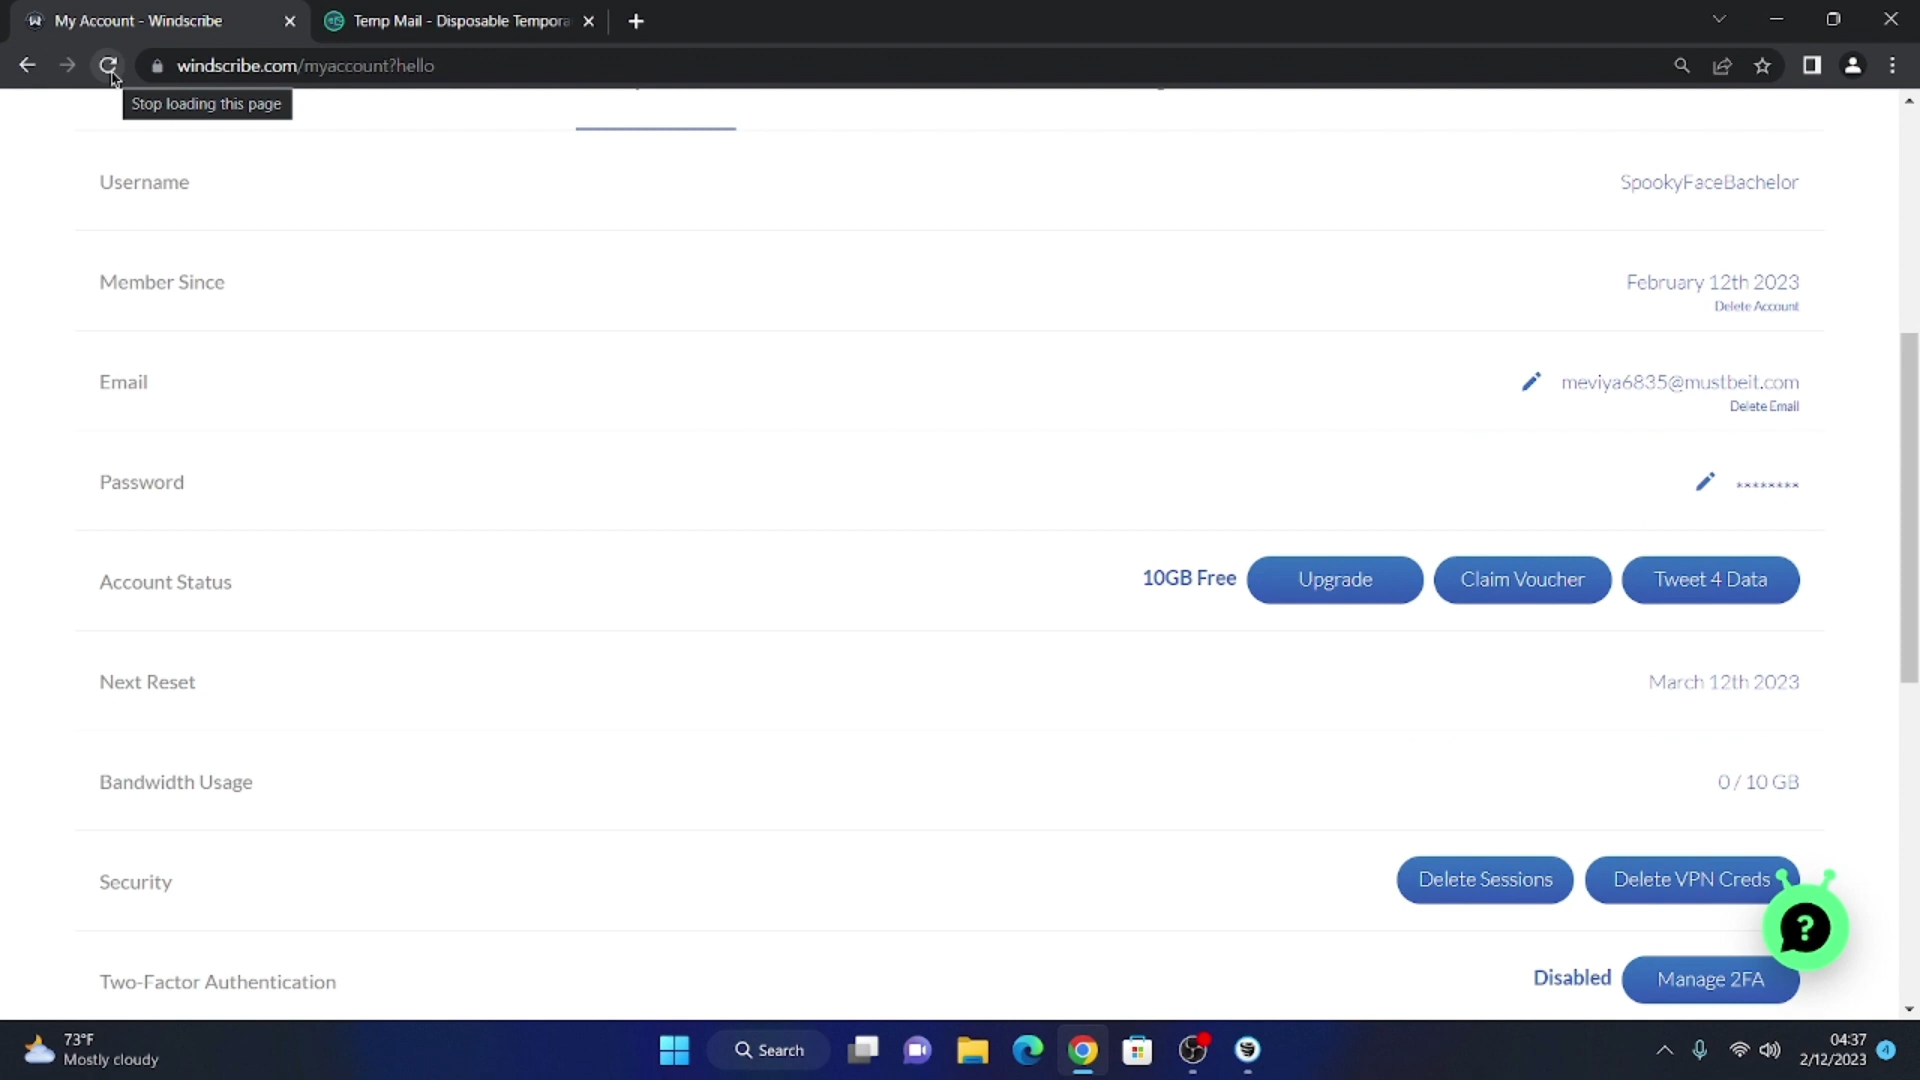 My Account - Windscribe
Temp Mail - Disposable Tempora
windscribe.com/myaccount?hello
Stop loading this page
Username
SpookyFaceBachelor
Member Since
February 12th 2023
Delete Account
Email
meviya6835@mustbeit.com
Delete Email
Password
********
Account Status
10GB Free
Upgrade
Claim Voucher
Tweet 4 Data
Next Reset
March 12th 2023
Bandwidth Usage
0 / 10 GB
Security
Delete Sessions
Delete VPN Creds
?
Two-Factor Authentication
Disabled
Manage 2FA
73°F
Mostly cloudy
Search
04:37
2/12/2023
4